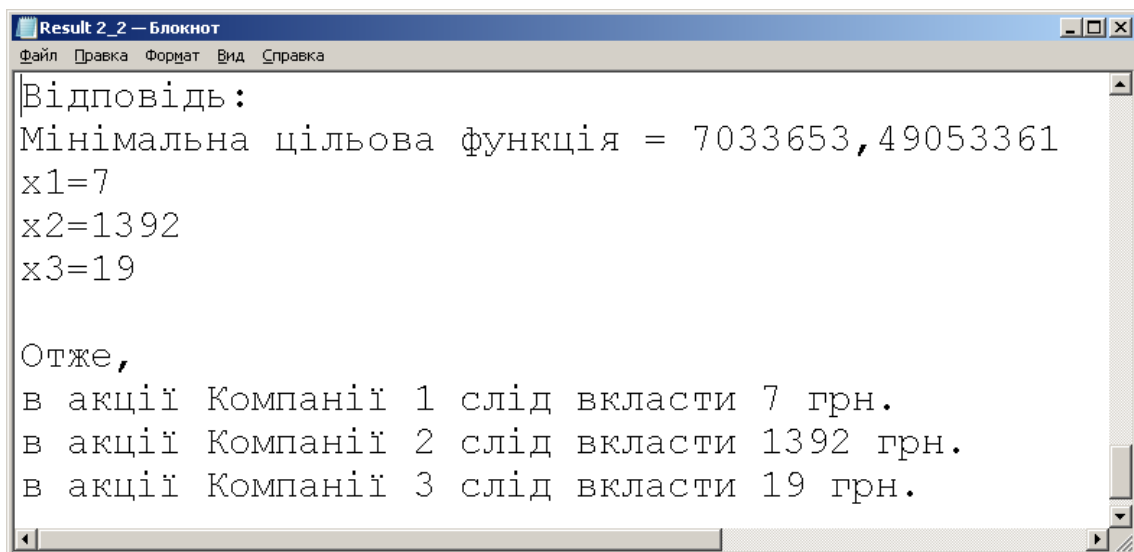 Result 2_2 — Блокнот
Файл Правка Формат Вид Справка
Відповідь:
Мінімальна цільова функція = 7033653,49053361
x1=7
x2=1392
x3=19
Отже,
в акції Компанії 1 слід вкласти 7 грн.
в акції Компанії 2 слід вкласти 1392 грн.
в акції Компанії 3 слід вкласти 19 грн.